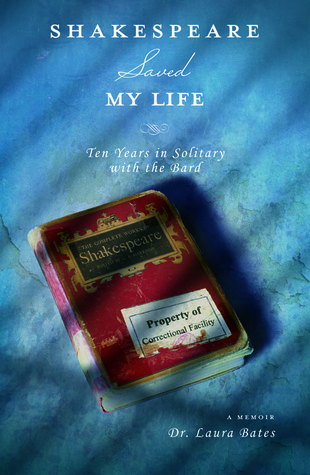 SHAKESPEARE
Saved
MY LIFE
Ten Years in Solitary
with the Bard
THE COMPLETE WORKS
Shakespeare
Property of
Correctional Facility
A MEMOIR
Dr. Laura Bates